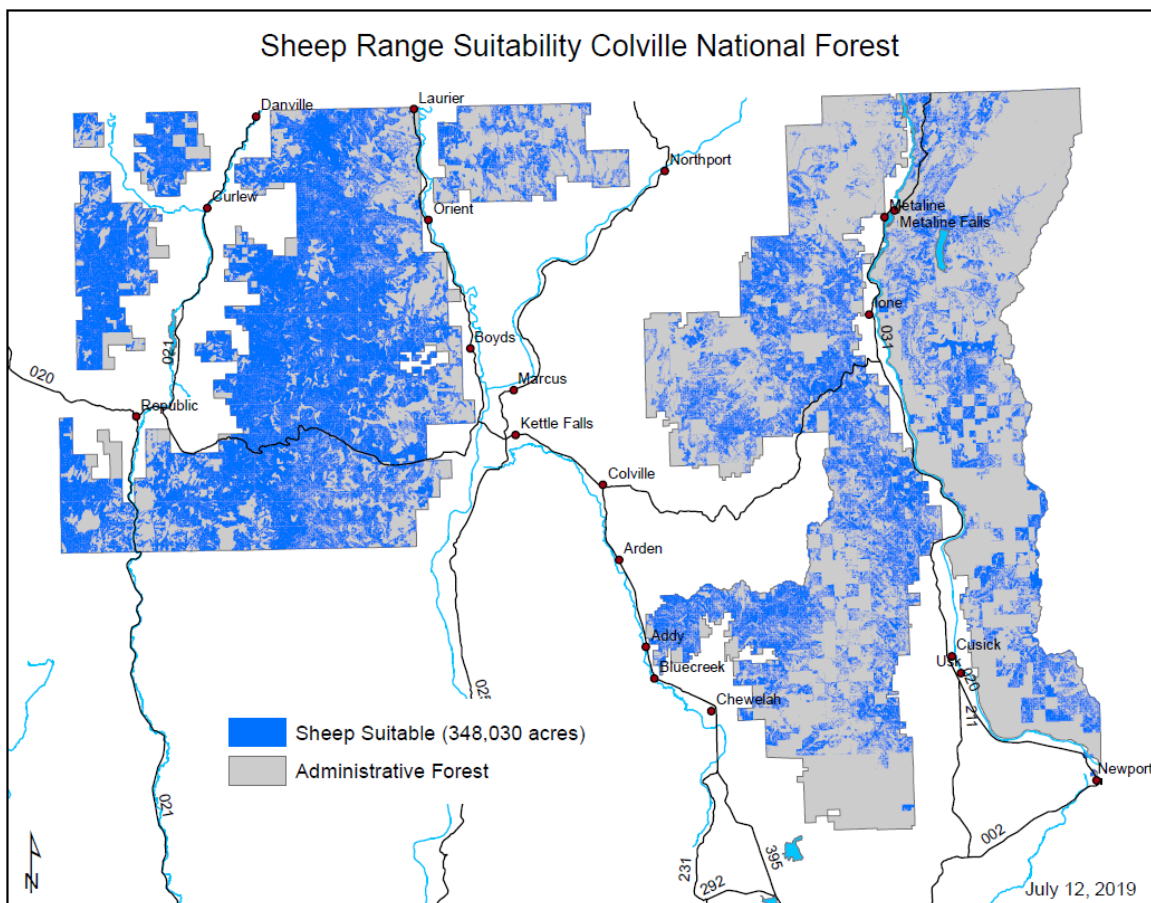 Sheep Range Suitability Colville National Forest
Danville
Laurier
Northport
Curlew
Orient
Metaline
Metaline Falls
Ione
031
Boyds
021
020
Marcus
Republic
Kettle Falls
Colville
Arden
Addy
Cusick
Bluecreek
Usk
020
025
Chewelah
211
Sheep Suitable (348,030 acres)
Administrative Forest
Newport
021
002
395
231
292
N
July 12, 2019